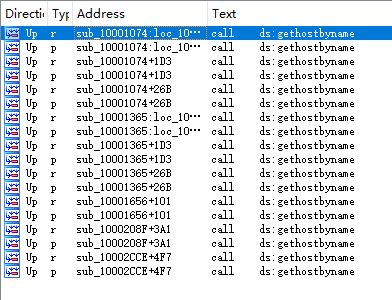 Directio Typ Address Text
Up r sub_10001074:loc_10··· call ds:gethostbyname
Up p sub_10001074:loc_10··· call ds:gethostbyname
Up r sub_10001074+1D3 call ds:gethostbyname
Up p sub_10001074+1D3 call ds:gethostbyname
Up r sub_10001074+26B call ds:gethostbyname
Up p sub_10001074+26B call ds:gethostbyname
Up r sub_10001365:loc_10··· call ds:gethostbyname
Up p sub_10001365:loc_10··· call ds:gethostbyname
Up r sub_10001365+1D3 call ds:gethostbyname
Up p sub_10001365+1D3 call ds:gethostbyname
Up r sub_10001365+26B call ds:gethostbyname
Up p sub_10001365+26B call ds:gethostbyname
Up r sub_10001656+101 call ds:gethostbyname
Up p sub_10001656+101 call ds:gethostbyname
Up r sub_1000208F+3A1 call ds:gethostbyname
Up p sub_1000208F+3A1 call ds:gethostbyname
Up r sub_10002CCE+4F7 call ds:gethostbyname
Up p sub_10002CCE+4F7 call ds:gethostbyname